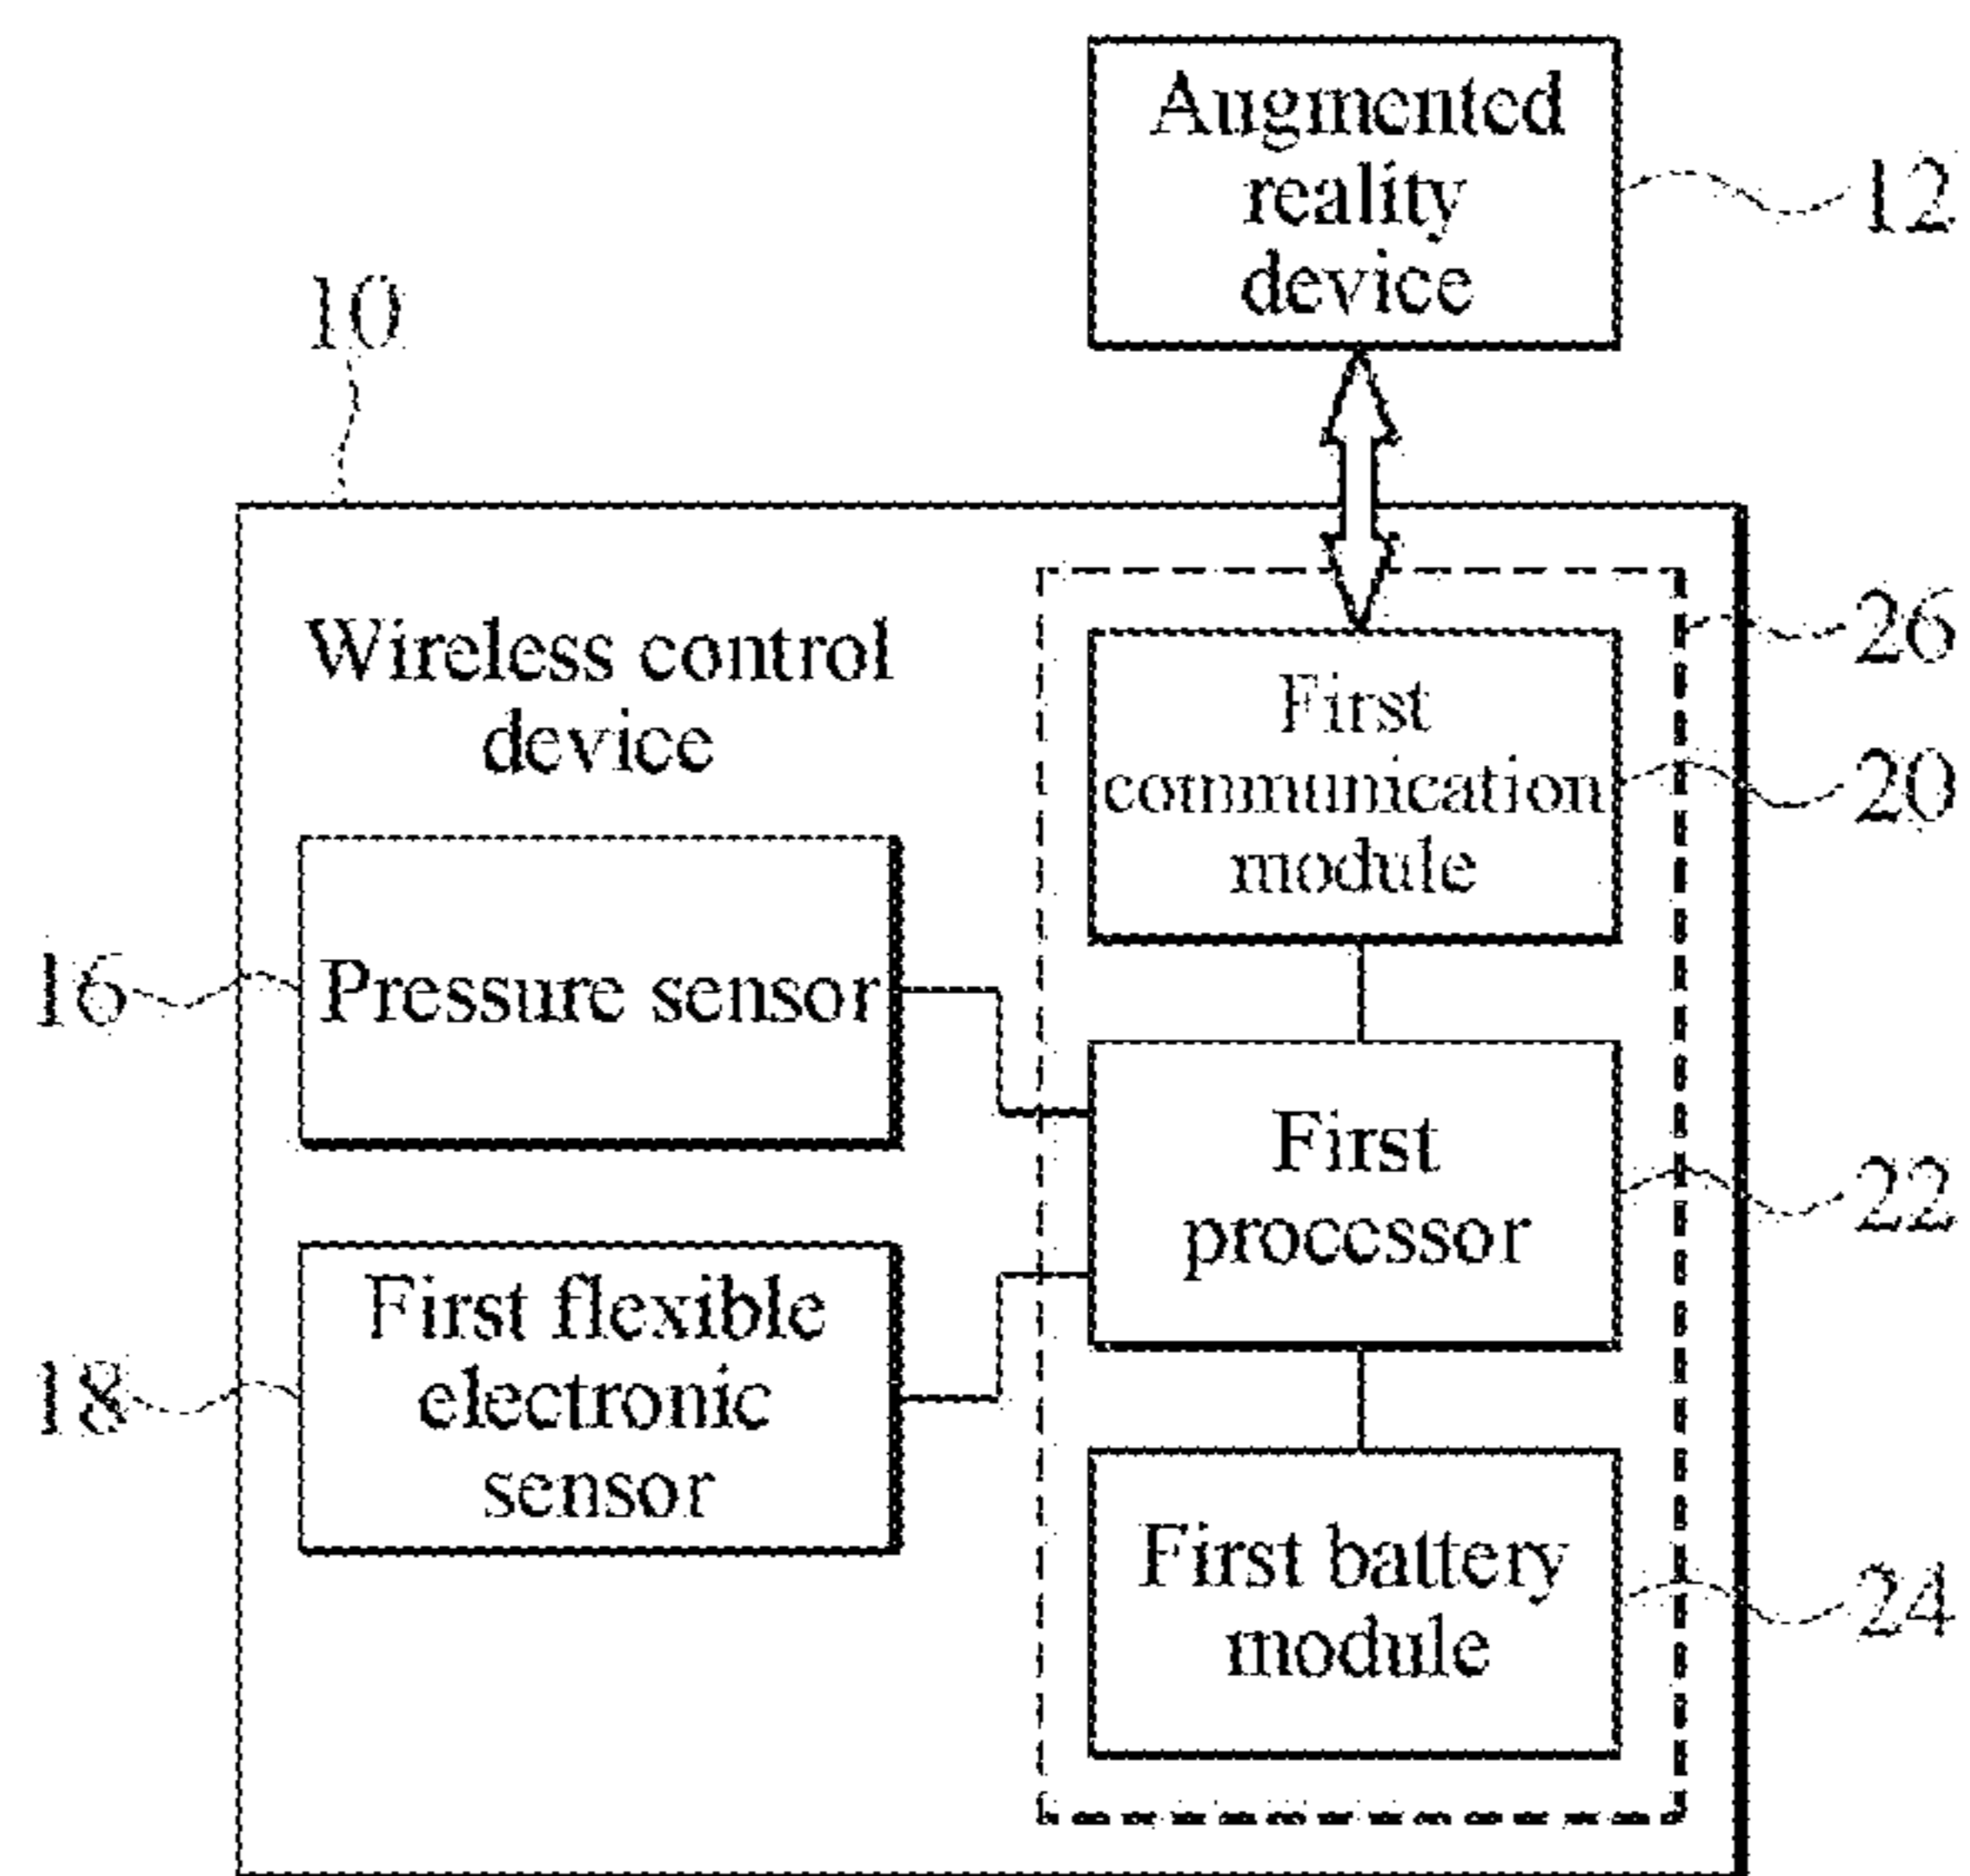 Augmented
reality
device
12
10
Wireless control
device
26
First
communication
module
20
16
Pressure sensor
First
processor
22
18
First flexible
electronic
sensor
First battery
module
24